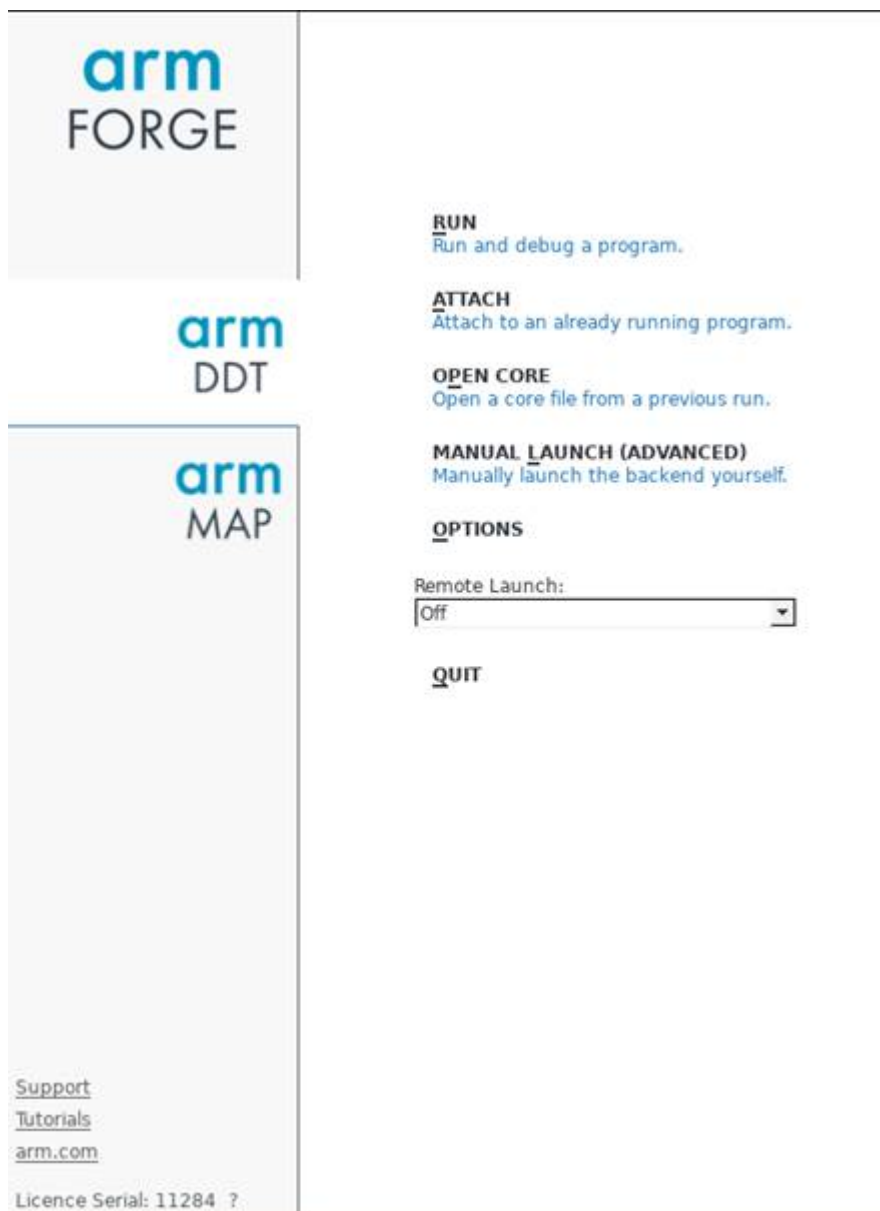 arm
FORGE
arm
DDT
arm
MAP
Support
Tutorials
arm.com
Licence Serial: 11284 ?
RUN
Run and debug a program.
ATTACH
Attach to an already running program.
OPEN CORE
Open a core file from a previous run.
MANUAL LAUNCH (ADVANCED)
Manually launch the backend yourself.
OPTIONS
Remote Launch:
Off
QUIT